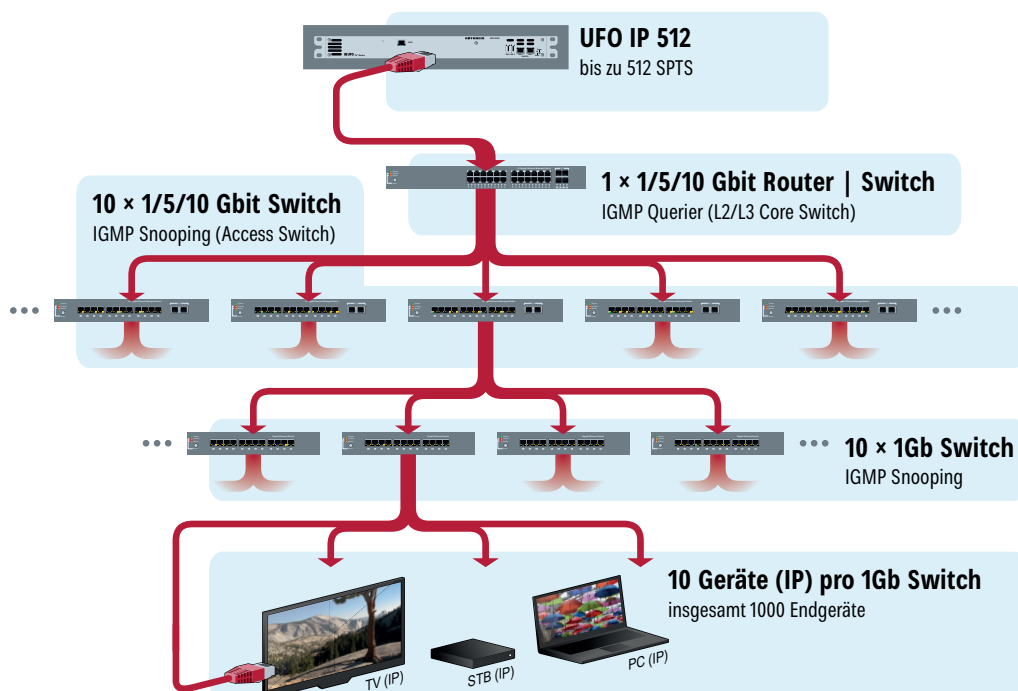 UFO IP 512
bis zu 512 SPTS
1 × 1/5/10 Gbit Router | Switch
IGMP Querier (L2/L3 Core Switch)
10 × 1/5/10 Gbit Switch
IGMP Snooping (Access Switch)
10 × 1Gb Switch
IGMP Snooping
10 Geräte (IP) pro 1Gb Switch
insgesamt 1000 Endgeräte
TV (IP)
STB (IP)
PC (IP)